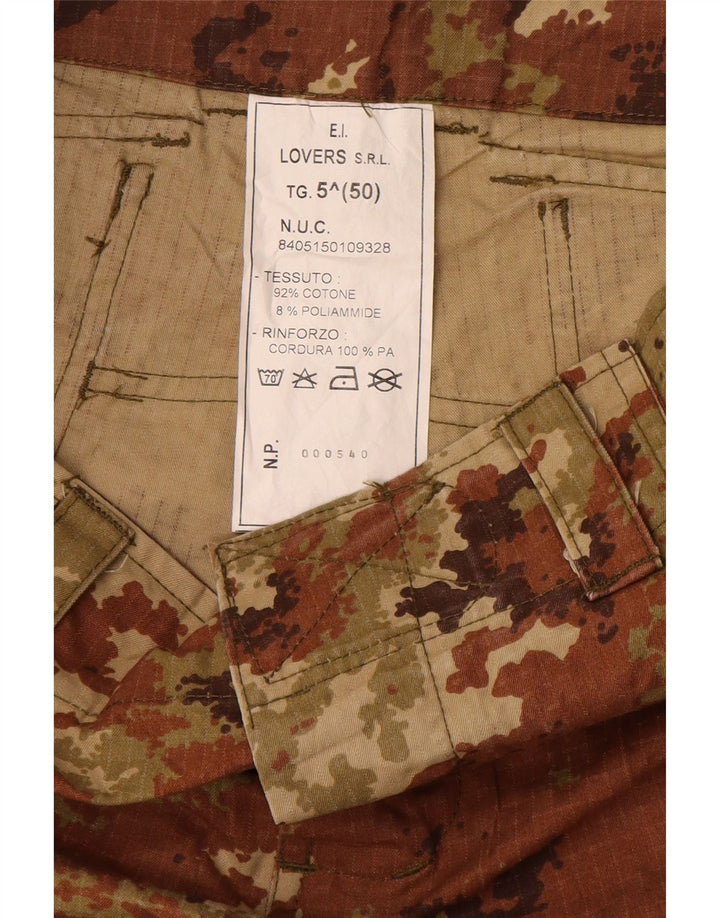 E.I.
LOVERS S.R.L.
TG. 5^(50)
N.U.C.
8405150109328
- TESSUTO :
92% COTONE
8 % POLIAMMIDE
- RINFORZO :
CORDURA 100 % PA
70
N.P. 000540